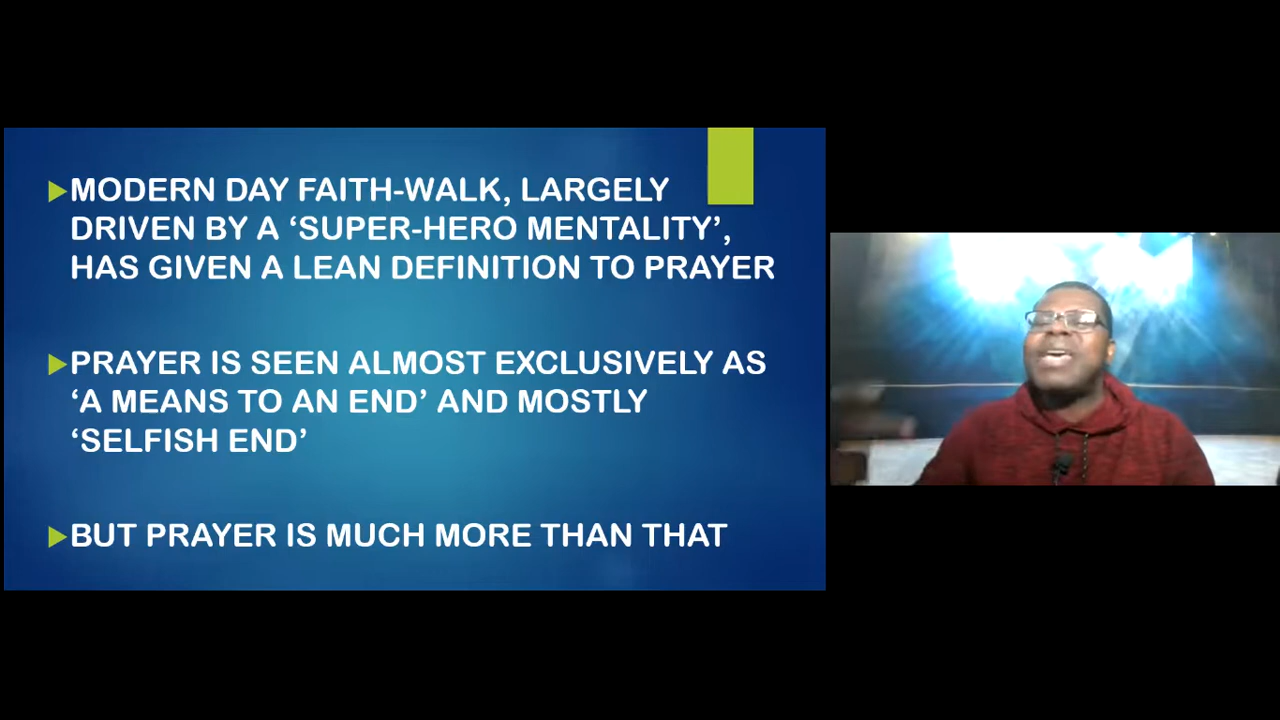 MODERN DAY FAITH-WALK, LARGELY
DRIVEN BY A ‘SUPER-HERO MENTALITY’,
HAS GIVEN A LEAN DEFINITION TO PRAYER
PRAYER IS SEEN ALMOST EXCLUSIVELY AS
‘A MEANS TO AN END’ AND MOSTLY
‘SELFISH END’
BUT PRAYER IS MUCH MORE THAN THAT